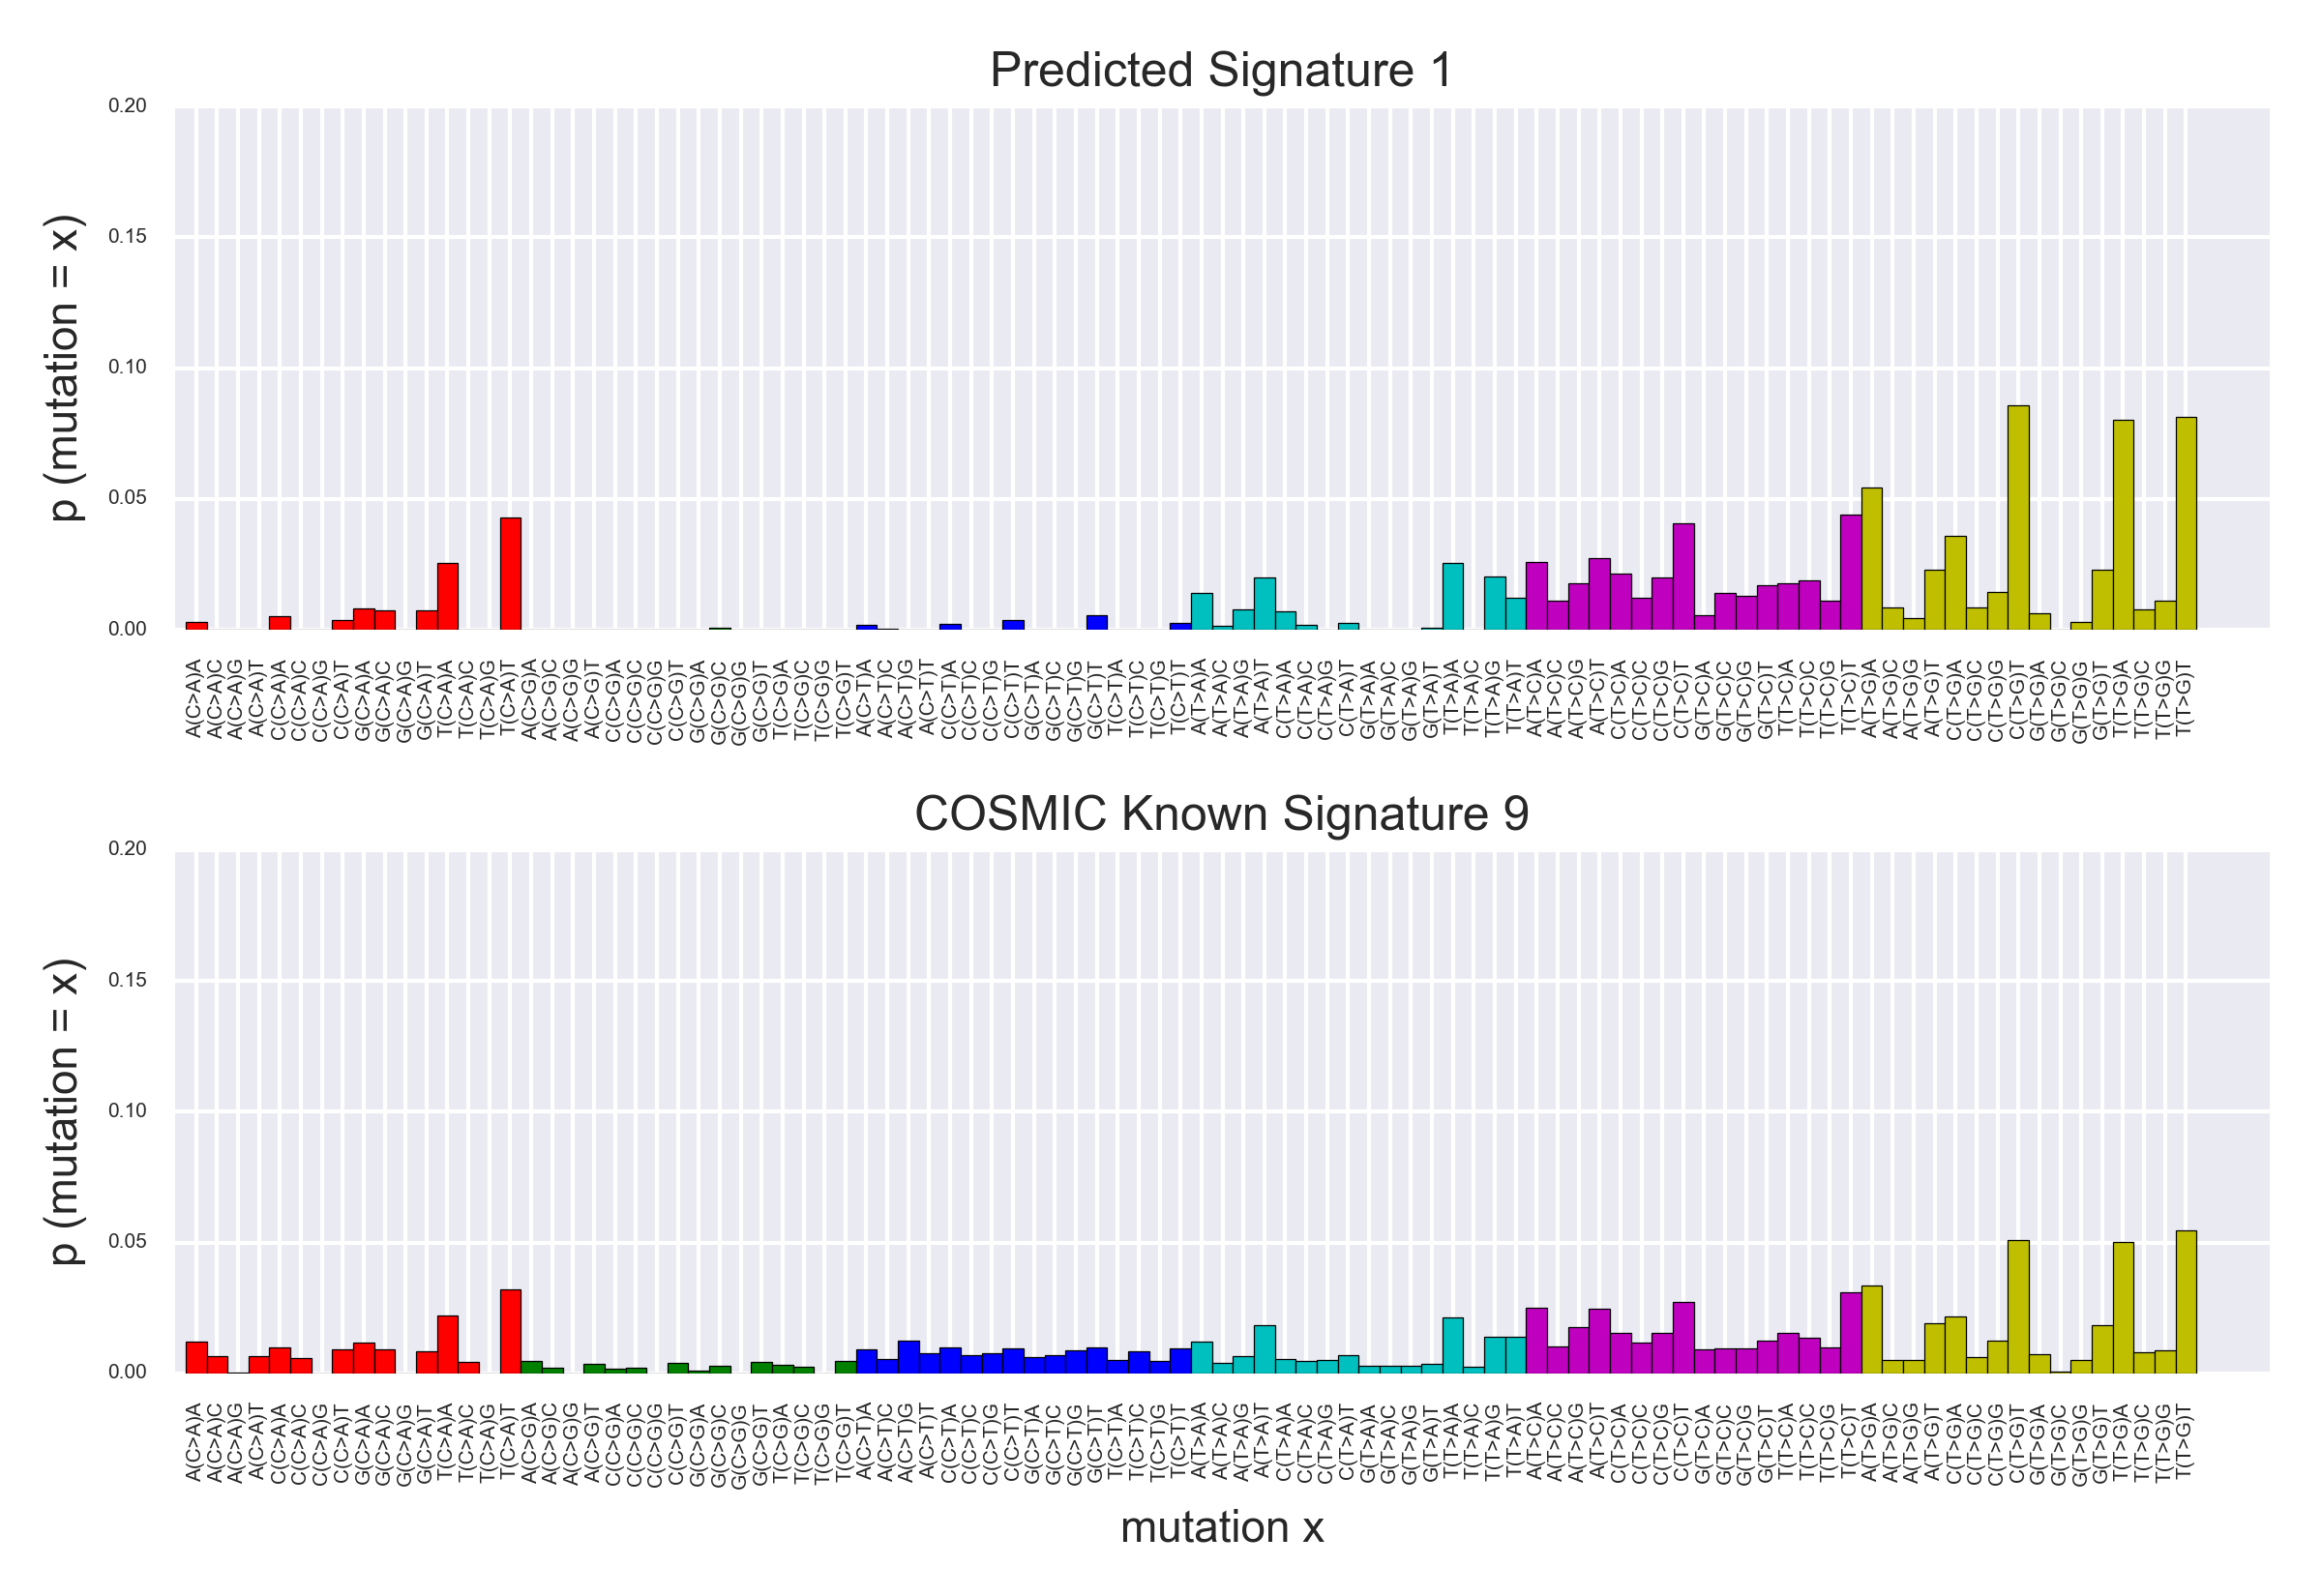 Predicted Signature 1
p (mutation = x)
0.20
0.15
0.10
0.05
0.00
A(C>A)A A(C>A)C A(C>A)G A(C>A)T C(C>A)A C(C>A)C C(C>A)G C(C>A)T G(C>A)A G(C>A)C G(C>A)G G(C>A)T T(C>A)A T(C>A)C T(C>A)G T(C>A)T A(C>G)A A(C>G)C A(C>G)G A(C>G)T C(C>G)A C(C>G)C C(C>G)G C(C>G)T G(C>G)A G(C>G)C G(C>G)G G(C>G)T T(C>G)A T(C>G)C T(C>G)G T(C>G)T A(C>T)A A(C>T)C A(C>T)G A(C>T)T C(C>T)A C(C>T)C C(C>T)G C(C>T)T G(C>T)A G(C>T)C G(C>T)G G(C>T)T T(C>T)A T(C>T)C T(C>T)G T(C>T)T A(T>A)A A(T>A)C A(T>A)G A(T>A)T C(T>A)A C(T>A)C C(T>A)G C(T>A)T G(T>A)A G(T>A)C G(T>A)G G(T>A)T T(T>A)A T(T>A)C T(T>A)G T(T>A)T A(T>C)A A(T>C)C A(T>C)G A(T>C)T C(T>C)A C(T>C)C C(T>C)G C(T>C)T G(T>C)A G(T>C)C G(T>C)G G(T>C)T T(T>C)A T(T>C)C T(T>C)G T(T>C)T A(T>G)A A(T>G)C A(T>G)G A(T>G)T C(T>G)A C(T>G)C C(T>G)G C(T>G)T G(T>G)A G(T>G)C G(T>G)G G(T>G)T T(T>G)A T(T>G)C T(T>G)G T(T>G)T
COSMIC Known Signature 9
p (mutation = x)
0.20
0.15
0.10
0.05
0.00
A(C>A)A A(C>A)C A(C>A)G A(C>A)T C(C>A)A C(C>A)C C(C>A)G C(C>A)T G(C>A)A G(C>A)C G(C>A)G G(C>A)T T(C>A)A T(C>A)C T(C>A)G T(C>A)T A(C>G)A A(C>G)C A(C>G)G A(C>G)T C(C>G)A C(C>G)C C(C>G)G C(C>G)T G(C>G)A G(C>G)C G(C>G)G G(C>G)T T(C>G)A T(C>G)C T(C>G)G T(C>G)T A(C>T)A A(C>T)C A(C>T)G A(C>T)T C(C>T)A C(C>T)C C(C>T)G C(C>T)T G(C>T)A G(C>T)C G(C>T)G G(C>T)T T(C>T)A T(C>T)C T(C>T)G T(C>T)T A(T>A)A A(T>A)C A(T>A)G A(T>A)T C(T>A)A C(T>A)C C(T>A)G C(T>A)T G(T>A)A G(T>A)C G(T>A)G G(T>A)T T(T>A)A T(T>A)C T(T>A)G T(T>A)T A(T>C)A A(T>C)C A(T>C)G A(T>C)T C(T>C)A C(T>C)C C(T>C)G C(T>C)T G(T>C)A G(T>C)C G(T>C)G G(T>C)T T(T>C)A T(T>C)C T(T>C)G T(T>C)T A(T>G)A A(T>G)C A(T>G)G A(T>G)T C(T>G)A C(T>G)C C(T>G)G C(T>G)T G(T>G)A G(T>G)C G(T>G)G G(T>G)T T(T>G)A T(T>G)C T(T>G)G T(T>G)T
mutation x